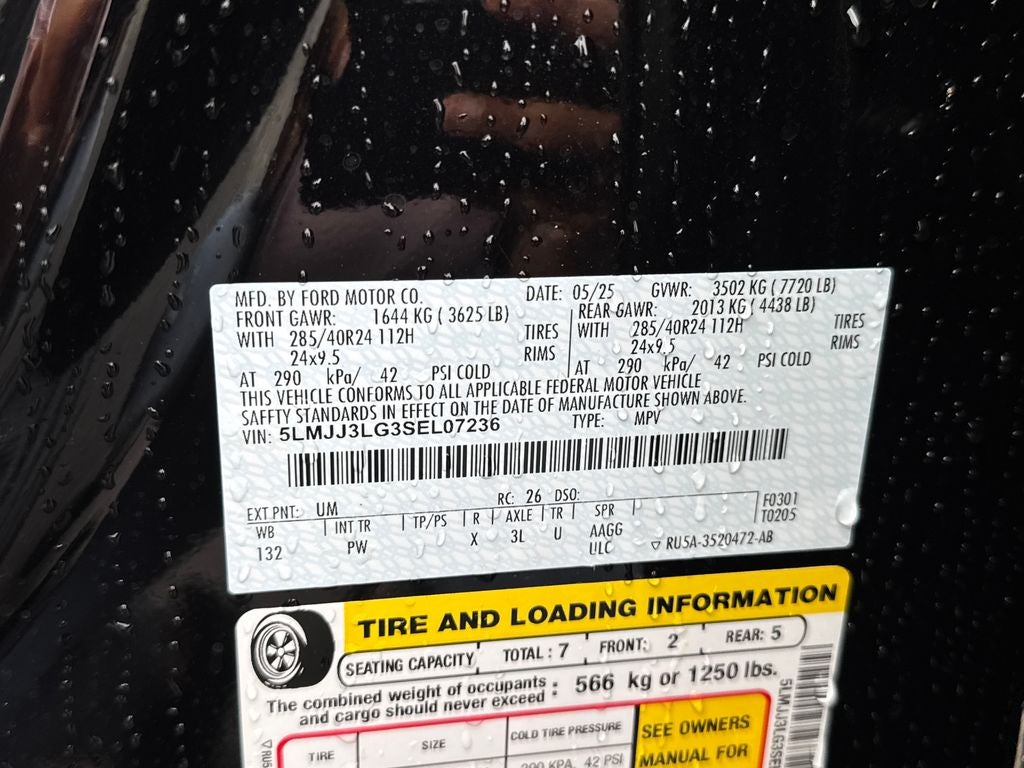 MFD. BY FORD MOTOR CO. DATE: 05/25 GVWR: 3502 KG ( 7720 LB)
FRONT GAWR: 1644 KG ( 3625 LB) REAR GAWR: 2013 KG ( 4438 LB)
WITH 285/40R24 112H TIRES WITH 285/40R24 112H TIRES
24x9.5 RIMS 24x9.5 RIMS
AT 290 kPa/ 42 PSI COLD AT 290 kPa/ 42 PSI COLD
THIS VEHICLE CONFORMS TO ALL APPLICABLE FEDERAL MOTOR VEHICLE
SAFETY STANDARDS IN EFFECT ON THE DATE OF MANUFACTURE SHOWN ABOVE.
VIN: 5LMJJ3LG3SEL07236 TYPE: MPV
EXT PNT: UM RC: 26 DSO: F0301
WB INT TR TP/PS R AXLE TR SPR T0205
132 PW X 3L U AAGG
ULC ▽ RU5A-3520472-AB
TIRE AND LOADING INFORMATION
SEATING CAPACITY TOTAL : 7 FRONT: 2 REAR: 5
The combined weight of occupants
and cargo should never exceed : 566 kg or 1250 lbs.
TIRE SIZE COLD TIRE PRESSURE SEE OWNERS
42 PSI MANUAL FOR
▽RU5
5LMJJ3LG3SEL